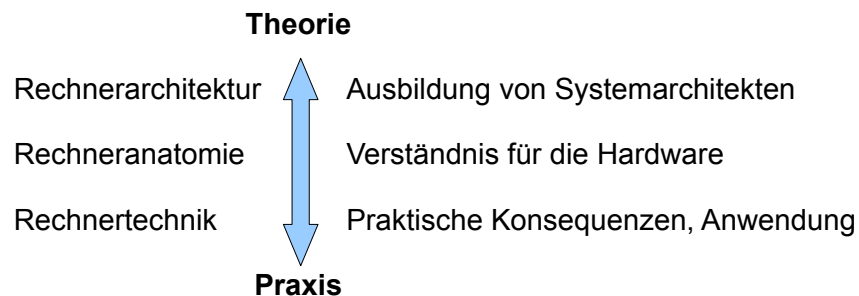 Theorie
Rechnerarchitektur Ausbildung von Systemarchitekten
Rechneranatomie Verständnis für die Hardware
Rechnertechnik Praktische Konsequenzen, Anwendung
Praxis